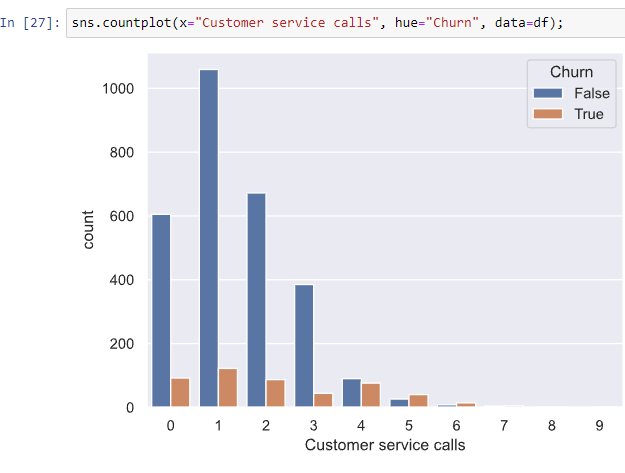 In [27]: sns.countplot(x="Customer service calls", hue="Churn", data=df);
Churn
False
True
1000
800
600
400
200
0
count
0 1 2 3 4 5 6 7 8 9
Customer service calls